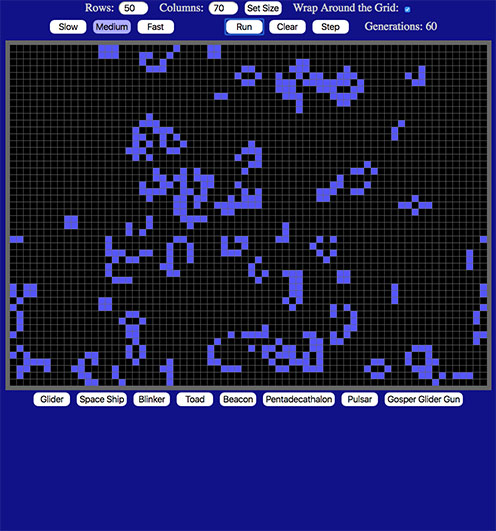 Rows: 50 Columns: 70 Set Size Wrap Around the Grid:
Slow Medium Fast Run Clear Step Generations: 60
Glider Space Ship Blinker Toad Beacon Pentadecathalon Pulsar Gosper Glider Gun